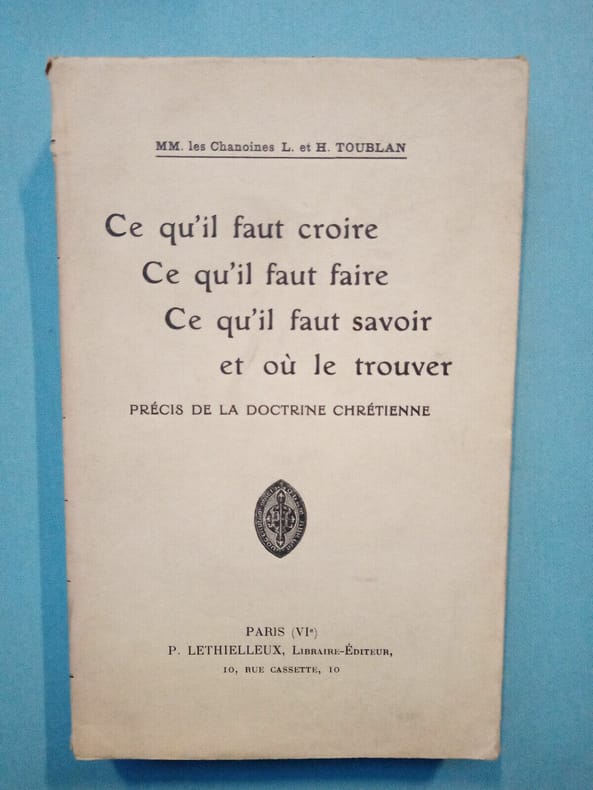 MM. les Chanoines L. et H. TOUBLAN
Ce qu'il faut croire
Ce qu'il faut faire
Ce qu'il faut savoir
et où le trouver
PRÉCIS DE LA DOCTRINE CHRÉTIENNE
PARIS (VIᵉ)
P. LETHIELLEUX, LIBRAIRE-ÉDITEUR,
10, RUE CASSETTE, 10